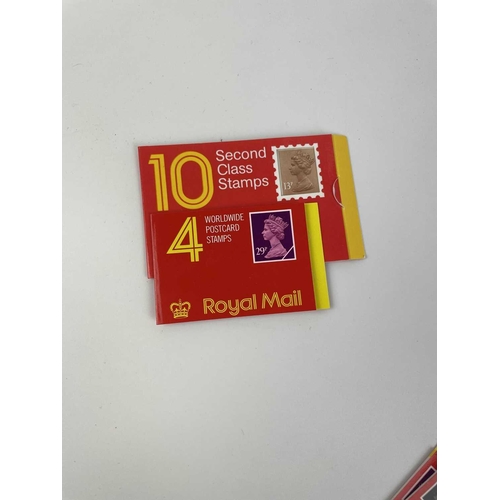 10 Second
Class
Stamps
13P
4 WORLDWIDE
POSTCARD
STAMPS
29P
Royal Mail